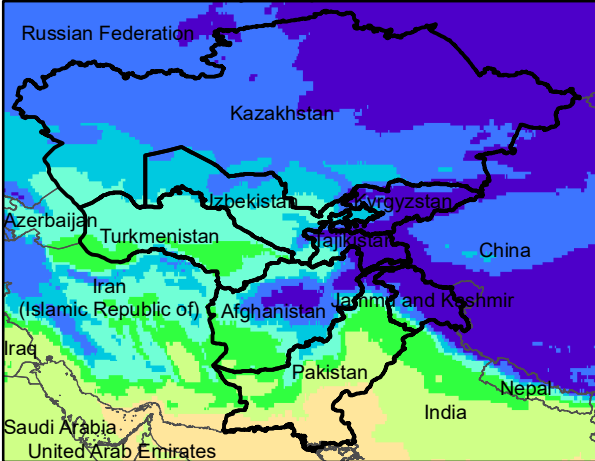 Russian Federation
Kazakhstan
Uzbekistan
Kyrgyzstan
Azerbaijan
Turkmenistan
Tajikistan
China
Iran
(Islamic Republic of)
Afghanistan
Jammu and Kashmir
Iraq
Pakistan
Nepal
India
Saudi Arabia
United Arab Emirates